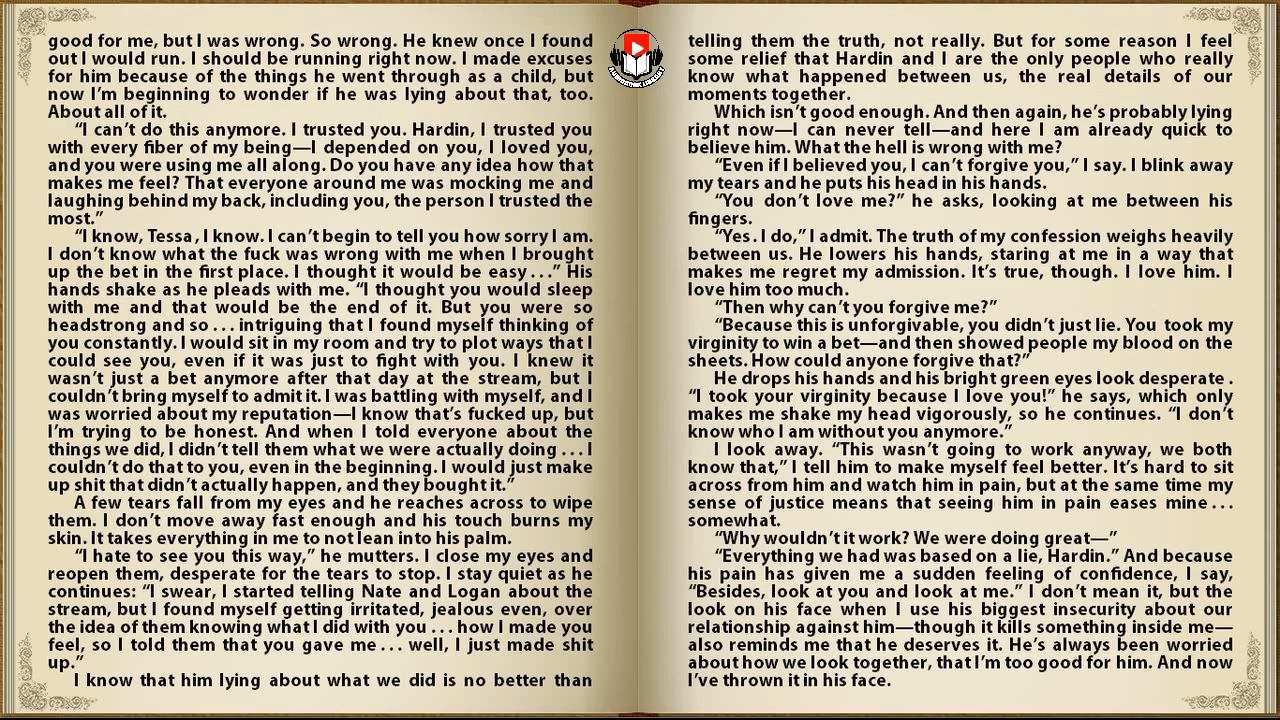 good for me, but I was wrong. So wrong. He knew once I found
out I would run. I should be running right now. I made excuses
for him because of the things he went through as a child, but
now I’m beginning to wonder if he was lying about that, too.
About all of it.
“I can’t do this anymore. I trusted you. Hardin, I trusted you
with every fiber of my being—I depended on you, I loved you,
and you were using me all along. Do you have any idea how that
makes me feel? That everyone around me was mocking me and
laughing behind my back, including you, the person I trusted the
most.”
“I know, Tessa, I know. I can’t begin to tell you how sorry I am.
I don’t know what the fuck was wrong with me when I brought
up the bet in the first place. I thought it would be easy . . .” His
hands shake as he pleads with me. “I thought you would sleep
with me and that would be the end of it. But you were so
headstrong and so . . . intriguing that I found myself thinking of
you constantly. I would sit in my room and try to plot ways that I
could see you, even if it was just to fight with you. I knew it
wasn’t just a bet anymore after that day at the stream, but I
couldn’t bring myself to admit it. I was battling with myself, and I
was worried about my reputation—I know that’s fucked up, but
I’m trying to be honest. And when I told everyone about the
things we did, I didn’t tell them what we were actually doing . . . I
couldn’t do that to you, even in the beginning. I would just make
up shit that didn’t actually happen, and they bought it.”
A few tears fall from my eyes and he reaches across to wipe
them. I don’t move away fast enough and his touch burns my
skin. It takes everything in me to not lean into his palm.
“I hate to see you this way,” he mutters. I close my eyes and
reopen them, desperate for the tears to stop. I stay quiet as he
continues: “I swear, I started telling Nate and Logan about the
stream, but I found myself getting irritated, jealous even, over
the idea of them knowing what I did with you . . . how I made you
feel, so I told them that you gave me . . . well, I just made shit
up.”
I know that him lying about what we did is no better than
telling them the truth, not really. But for some reason I feel
some relief that Hardin and I are the only people who really
know what happened between us, the real details of our
moments together.
Which isn’t good enough. And then again, he’s probably lying
right now—I can never tell—and here I am already quick to
believe him. What the hell is wrong with me?
“Even if I believed you, I can’t forgive you,” I say. I blink away
my tears and he puts his head in his hands.
“You don’t love me?” he asks, looking at me between his
fingers.
“Yes. I do,” I admit. The truth of my confession weighs heavily
between us. He lowers his hands, staring at me in a way that
makes me regret my admission. It’s true, though. I love him. I
love him too much.
“Then why can’t you forgive me?”
“Because this is unforgivable, you didn’t just lie. You took my
virginity to win a bet—and then showed people my blood on the
sheets. How could anyone forgive that?”
He drops his hands and his bright green eyes look desperate .
“I took your virginity because I love you!” he says, which only
makes me shake my head vigorously, so he continues. “I don’t
know who I am without you anymore.”
I look away. “This wasn’t going to work anyway, we both
know that,” I tell him to make myself feel better. It’s hard to sit
across from him and watch him in pain, but at the same time my
sense of justice means that seeing him in pain eases mine . . .
somewhat.
“Why wouldn’t it work? We were doing great—”
“Everything we had was based on a lie, Hardin.” And because
his pain has given me a sudden feeling of confidence, I say,
“Besides, look at you and look at me.” I don’t mean it, but the
look on his face when I use his biggest insecurity about our
relationship against him—though it kills something inside me—
also reminds me that he deserves it. He’s always been worried
about how we look together, that I’m too good for him. And now
I’ve thrown it in his face.